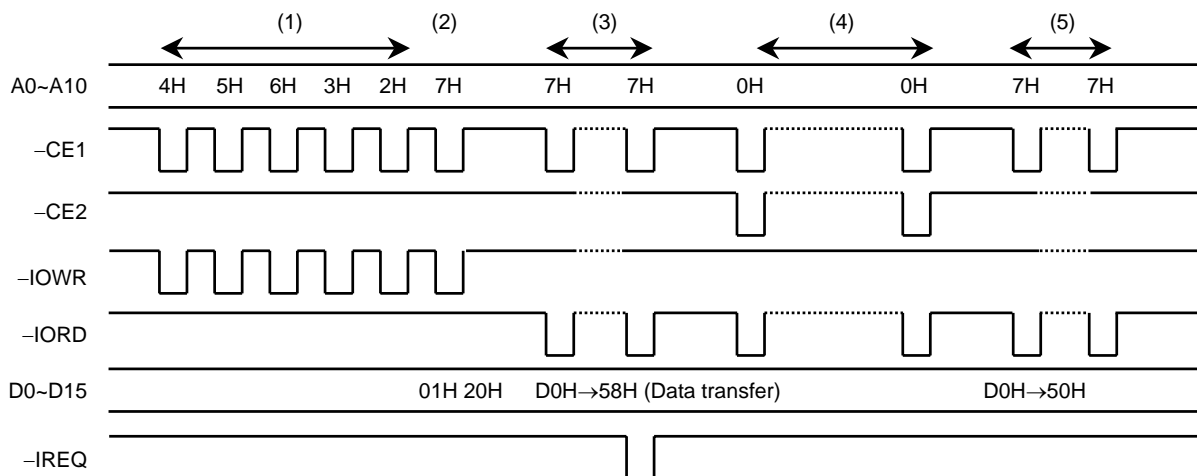 (1) (2) (3) (4) (5)
A0~A10 4H 5H 6H 3H 2H 7H 7H 7H 0H 0H 7H 7H
–CE1
–CE2
–IOWR
–IORD
D0~D15 01H 20H D0H→58H (Data transfer) D0H→50H
–IREQ